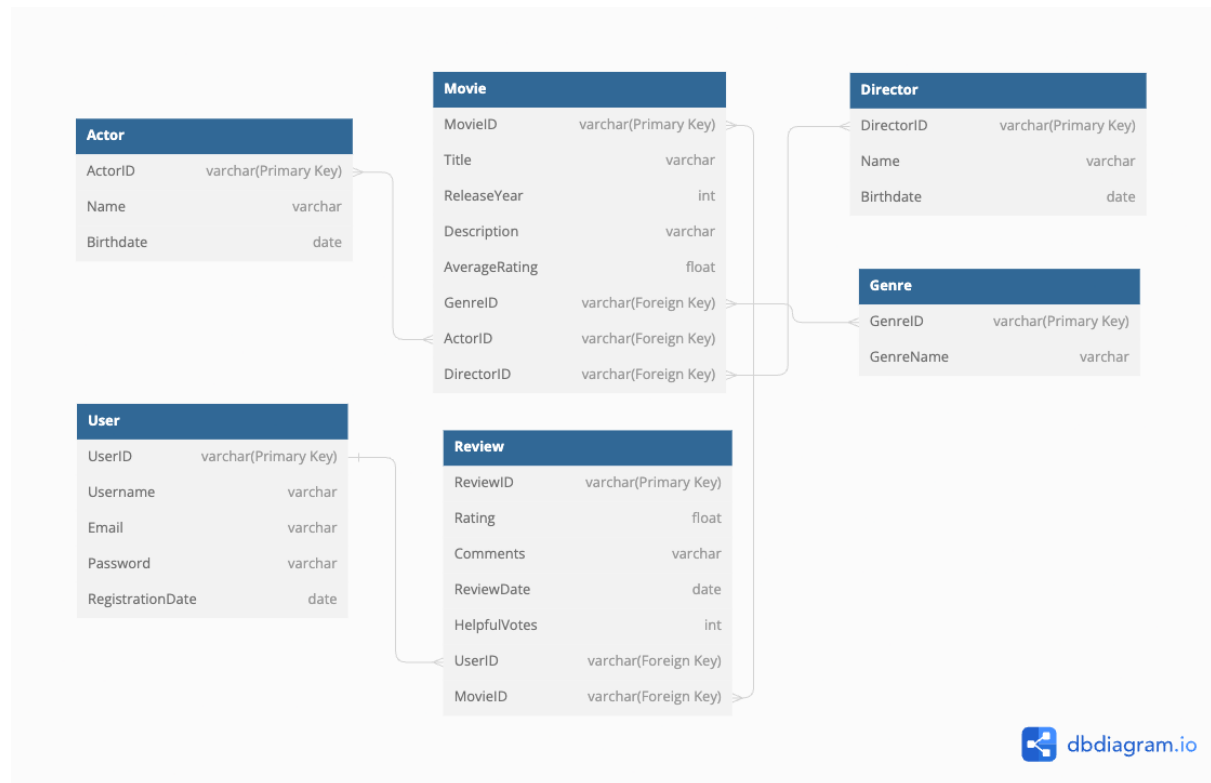 Actor
ActorID varchar(Primary Key)
Name varchar
Birthdate date
Movie
MovieID varchar(Primary Key)
Title varchar
ReleaseYear int
Description varchar
AverageRating float
GenreID varchar(Foreign Key)
ActorID varchar(Foreign Key)
DirectorID varchar(Foreign Key)
Director
DirectorID varchar(Primary Key)
Name varchar
Birthdate date
Genre
GenreID varchar(Primary Key)
GenreName varchar
User
UserID varchar(Primary Key)
Username varchar
Email varchar
Password varchar
RegistrationDate date
Review
ReviewID varchar(Primary Key)
Rating float
Comments varchar
ReviewDate date
HelpfulVotes int
UserID varchar(Foreign Key)
MovieID varchar(Foreign Key)
dbdiagram.io